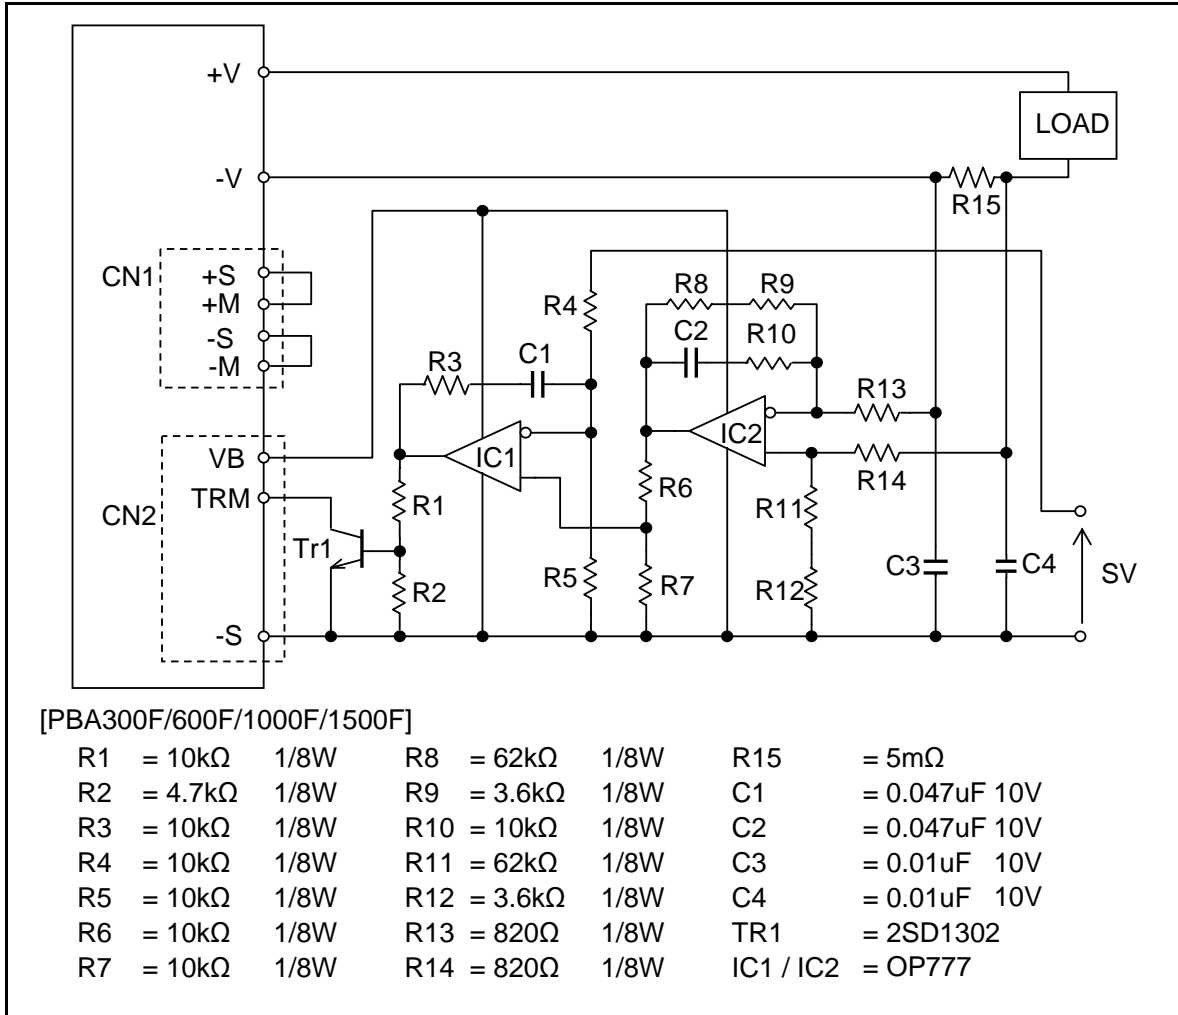 +V
LOAD
-V
R15
CN1
+S
+M
-S
-M
R4
R8 R9
C2 R10
R3 C1
R13
IC2
IC1
R14
VB
TRM
CN2
R1
R6
R11
Tr1
R2
R5
R7
R12
C3
C4
SV
-S
[PBA300F/600F/1000F/1500F]
R1 = 10kΩ 1/8W R8 = 62kΩ 1/8W R15 = 5mΩ
R2 = 4.7kΩ 1/8W R9 = 3.6kΩ 1/8W C1 = 0.047uF 10V
R3 = 10kΩ 1/8W R10 = 10kΩ 1/8W C2 = 0.047uF 10V
R4 = 10kΩ 1/8W R11 = 62kΩ 1/8W C3 = 0.01uF 10V
R5 = 10kΩ 1/8W R12 = 3.6kΩ 1/8W C4 = 0.01uF 10V
R6 = 10kΩ 1/8W R13 = 820Ω 1/8W TR1 = 2SD1302
R7 = 10kΩ 1/8W R14 = 820Ω 1/8W IC1 / IC2 = OP777